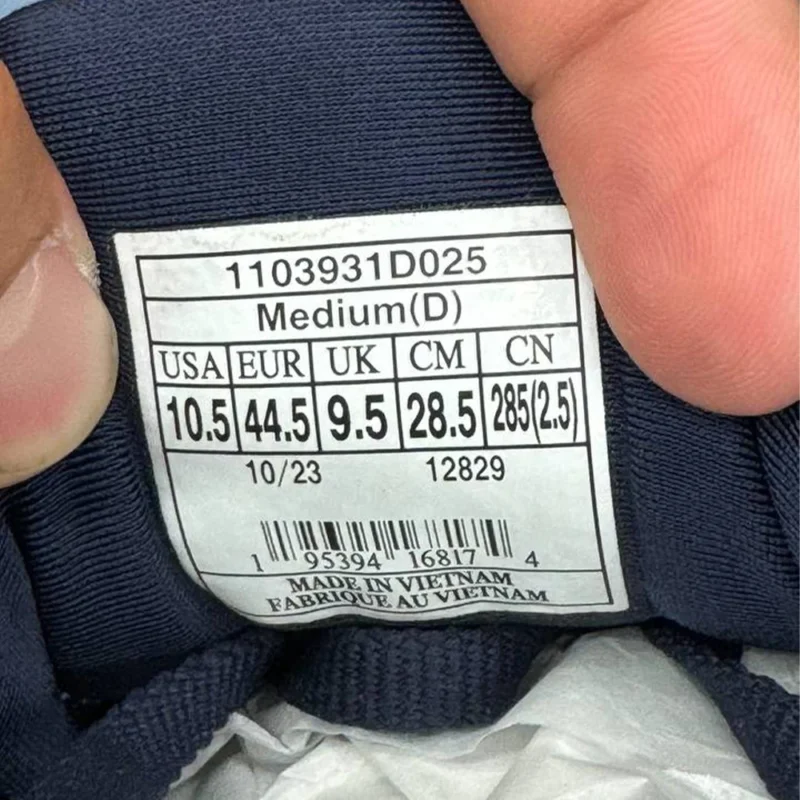 1103931D025
Medium(D)
USA EUR UK CM CN
10.5 44.5 9.5 28.5 285(2.5)
10/23 12829
1 95394 16817 4
MADE IN VIETNAM
FABRIQUE AU VIETNAM